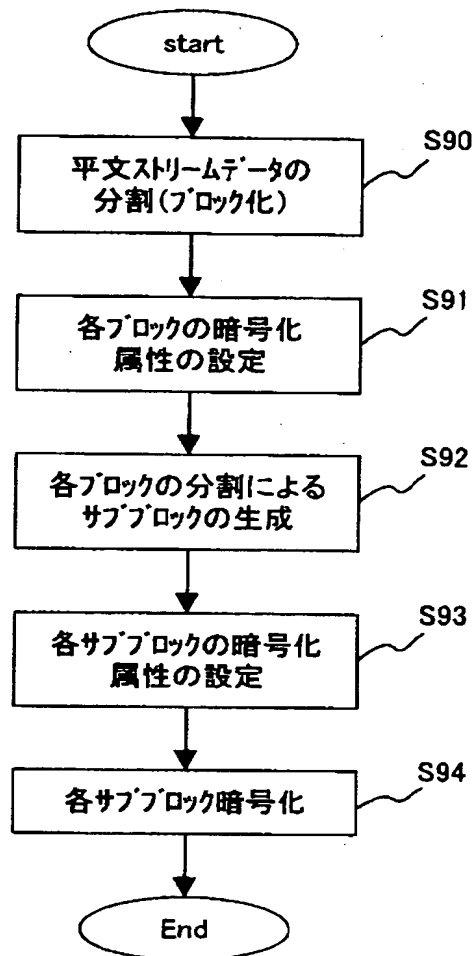 start
S90
平文ストリームデータの
分割(ブロック化)
S91
各ブロックの暗号化
属性の設定
S92
各ブロックの分割による
サブブロックの生成
S93
各サブブロックの暗号化
属性の設定
S94
各サブブロック暗号化
End